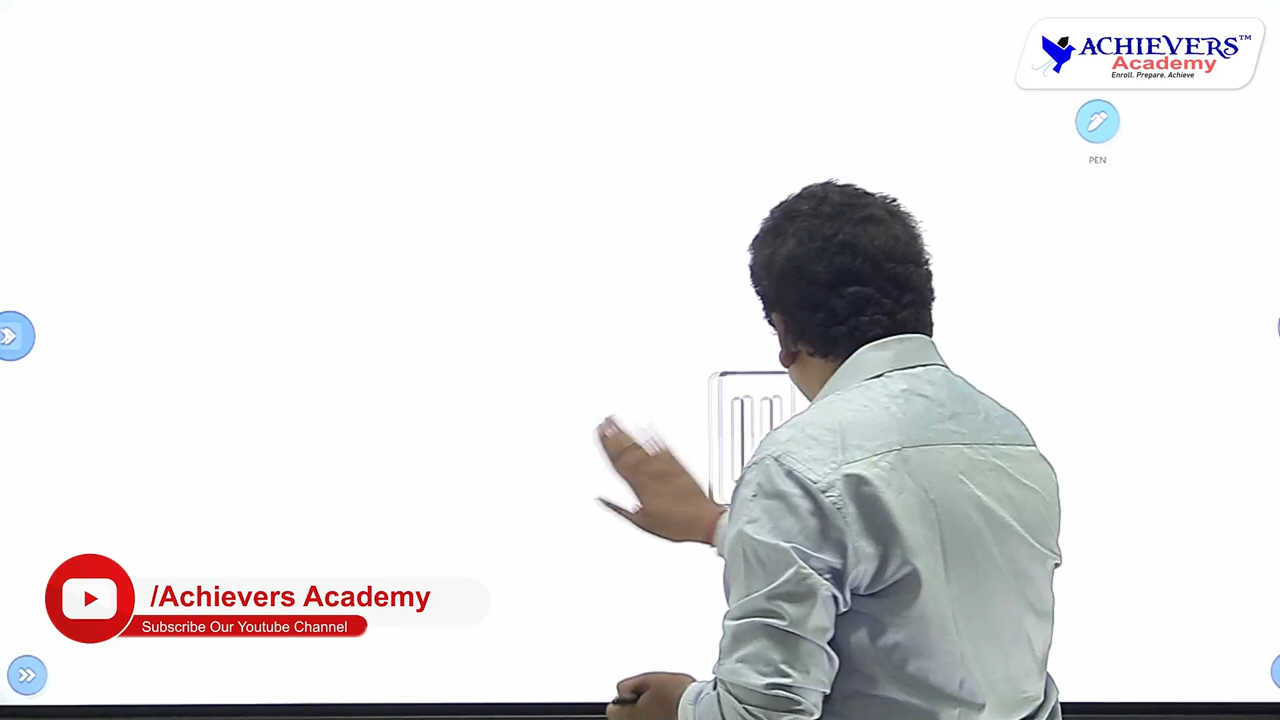 ACHIEVERS™
Academy
Enroll. Prepare. Achieve
PEN
/Achievers Academy
Subscribe Our Youtube Channel